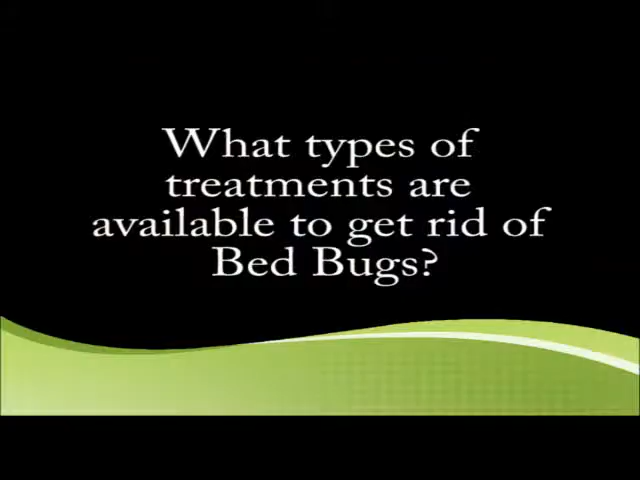 What types of
treatments are
available to get rid of
Bed Bugs?